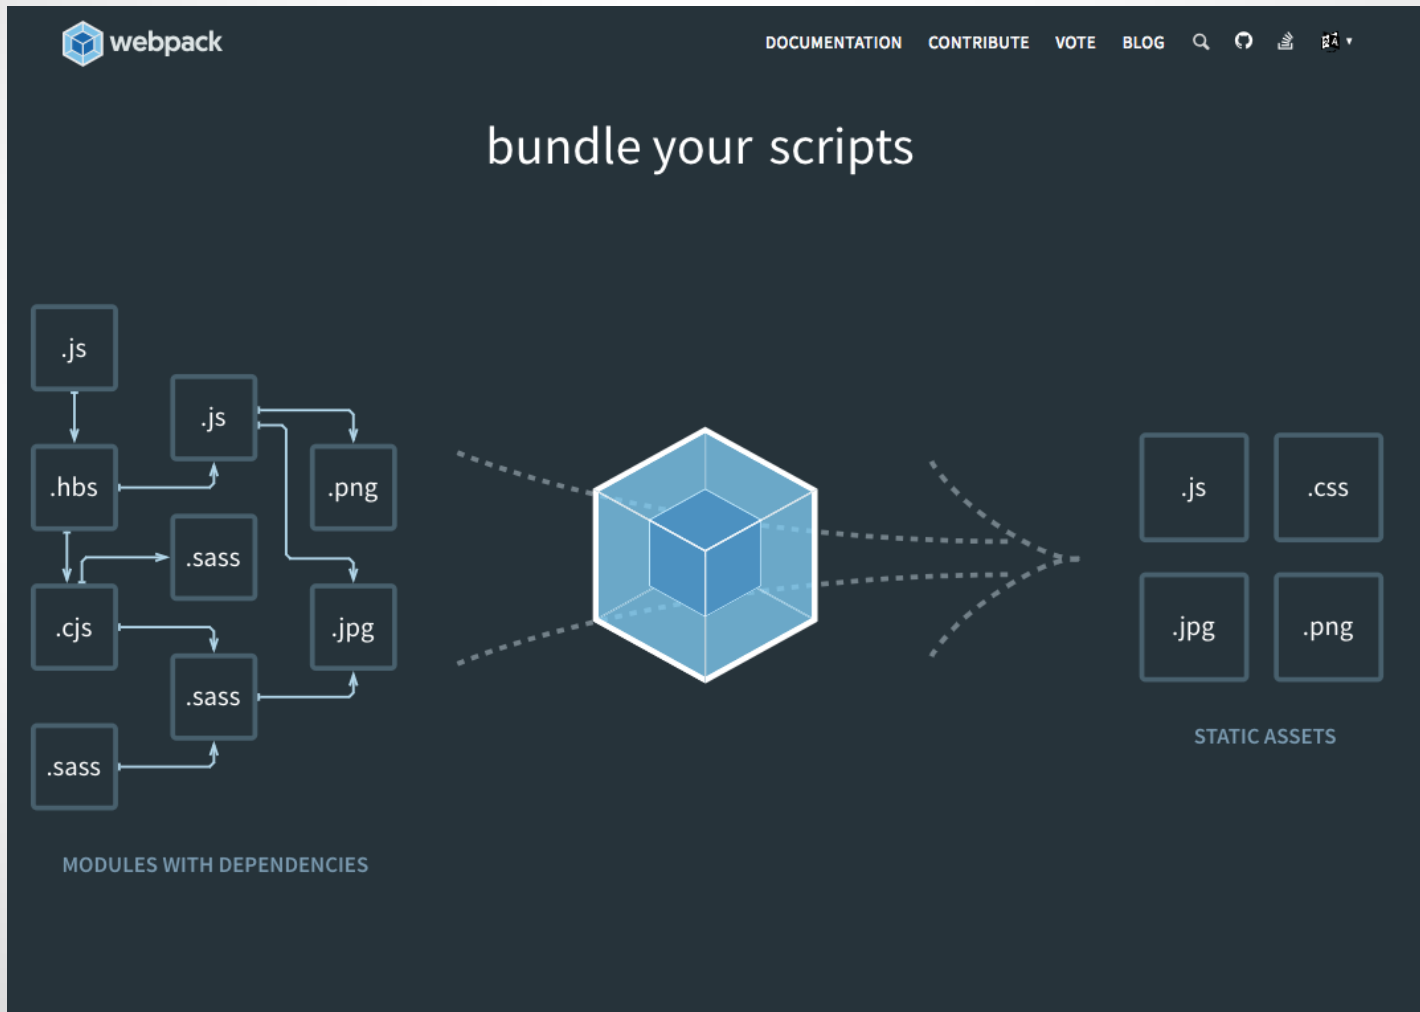 webpack
DOCUMENTATION CONTRIBUTE VOTE BLOG
bundle your scripts
.js
.js
.hbs
.png
.sass
.cjs
.jpg
.sass
.sass
MODULES WITH DEPENDENCIES
.js
.css
.jpg
.png
STATIC ASSETS